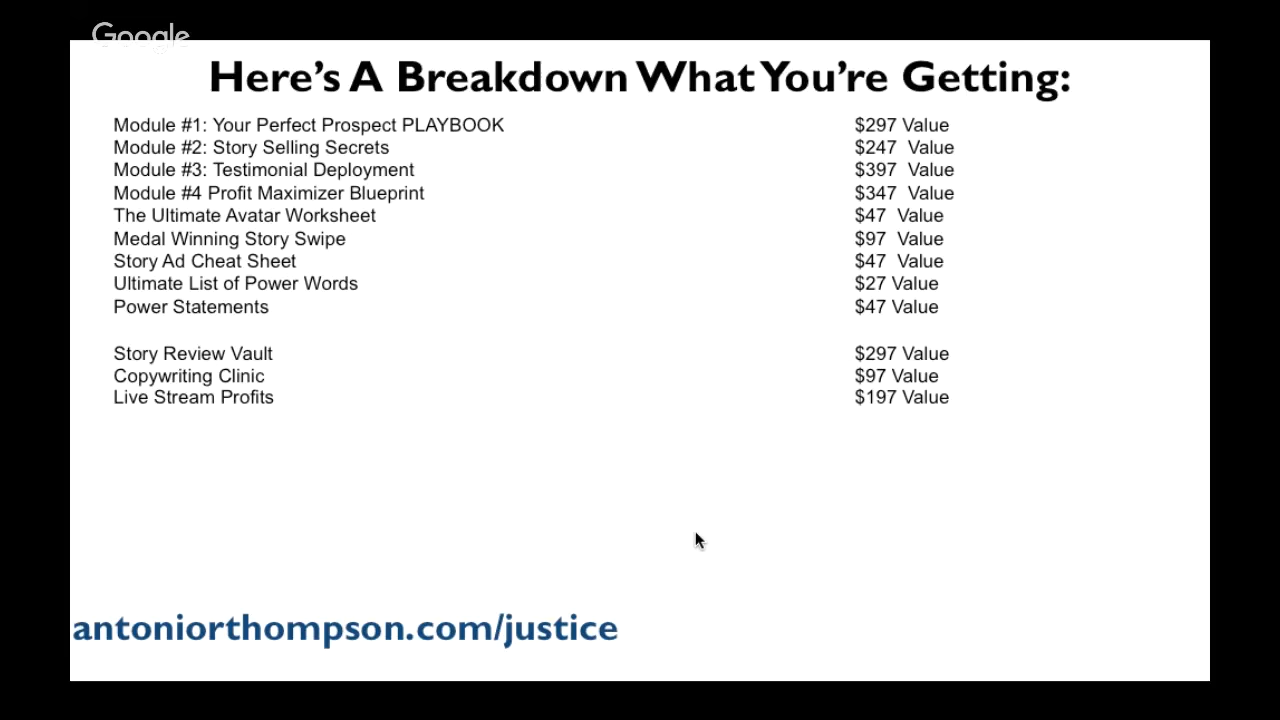 Google
Here's A Breakdown What You're Getting:
Module #1: Your Perfect Prospect PLAYBOOK $297 Value
Module #2: Story Selling Secrets $247 Value
Module #3: Testimonial Deployment $397 Value
Module #4 Profit Maximizer Blueprint $347 Value
The Ultimate Avatar Worksheet $47 Value
Medal Winning Story Swipe $97 Value
Story Ad Cheat Sheet $47 Value
Ultimate List of Power Words $27 Value
Power Statements $47 Value
Story Review Vault $297 Value
Copywriting Clinic $97 Value
Live Stream Profits $197 Value
antoniorthompson.com/justice